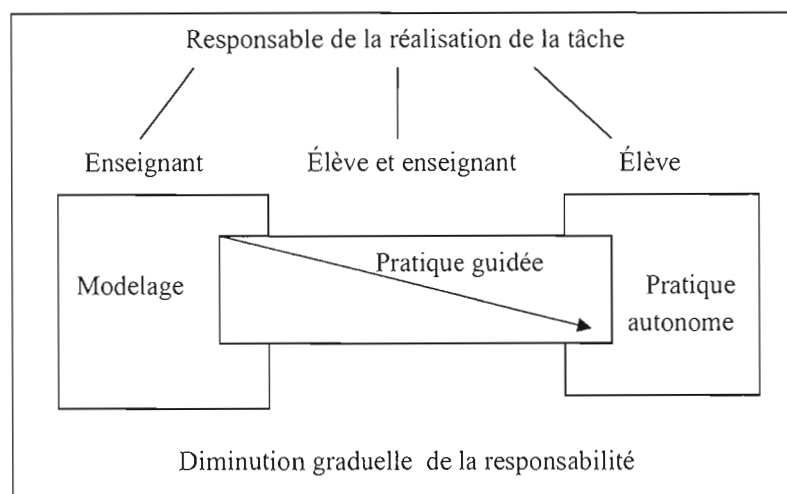 Responsable de la réalisation de la tâche
Enseignant Élève et enseignant Élève
Modelage
Pratique guidée
Pratique
autonome
Diminution graduelle de la responsabilité